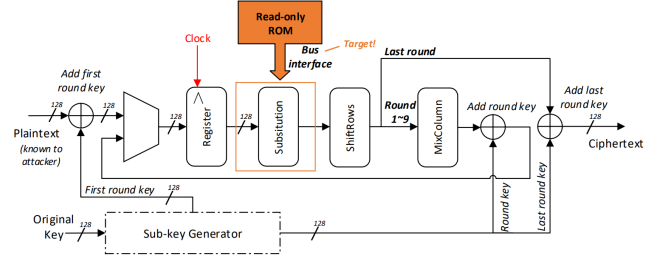 Read-only
ROM
Clock
Bus
interface
Target!
Last round
Add first
round key
128
128
128
Register
128
Subsitution
ShiftRows
Round
1~9
MixColumn
Add round key
Add last
round key
128
Plaintext
(known to
attacker)
Ciphertext
First round key
128
Original
Key
128
Sub-key Generator
128
Round key
Last round key